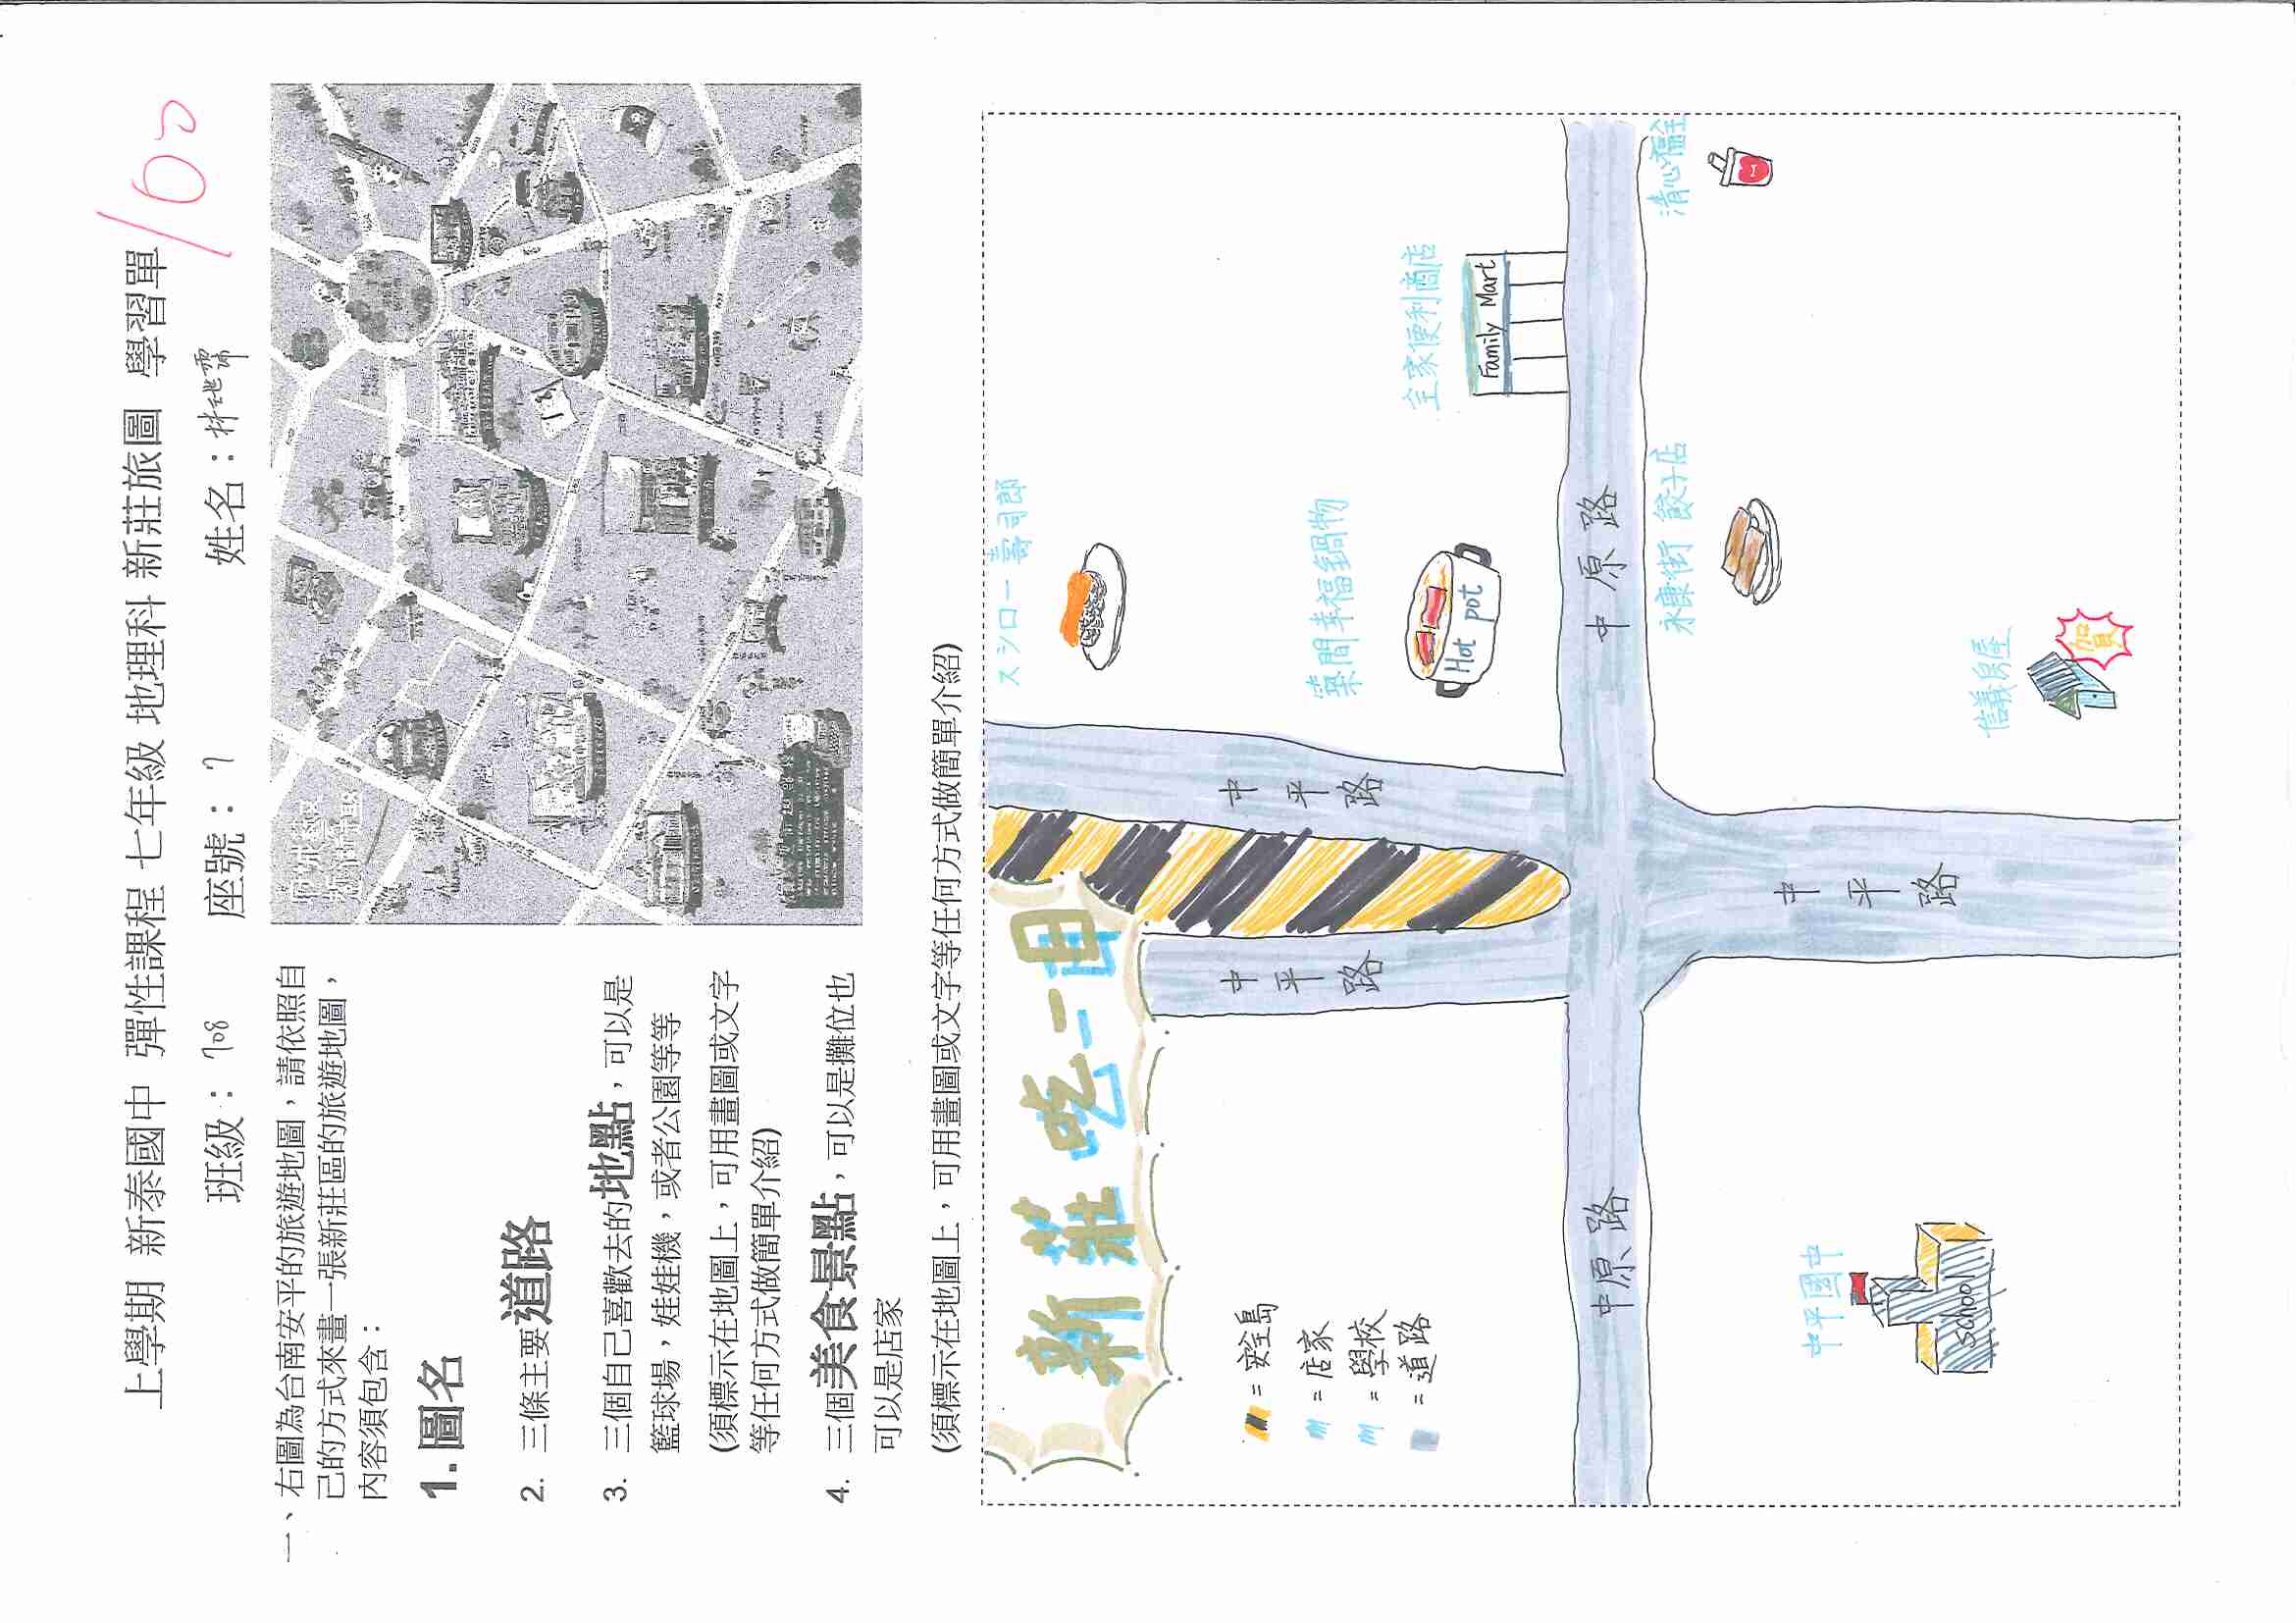 上學期 新泰國中 彈性課程 七年級 地理科 新莊旅圖 學習單
100
班級：708 座號：7 姓名：林
一、右圖為台南安平的旅遊地圖，請依照自
己的方式來畫一張新莊區的旅遊地圖，
內容須包含：
1. 圖名
2. 三條主要道路
3. 三個自己喜歡去的地點，可以是
籃球場，娃娃機，或者公園等等
(須標示在地圖上，可用畫圖或文字
等任何方式做簡單介紹)
4. 三個美食景點，可以是攤位也
可以是店家
(須標示在地圖上，可用畫圖或文字等任何方式做簡單介紹)
新莊吃一日
スシロー 壽司郎
= 安全島
= 店家
= 學校
= 道路
中平路
中平路
築間幸福鍋物
Hot pot
全家便利商店
Family Mart
中原路
中原路
永康街 餃子店
清心福全
中平國中
school
中平路
信義房屋
賀